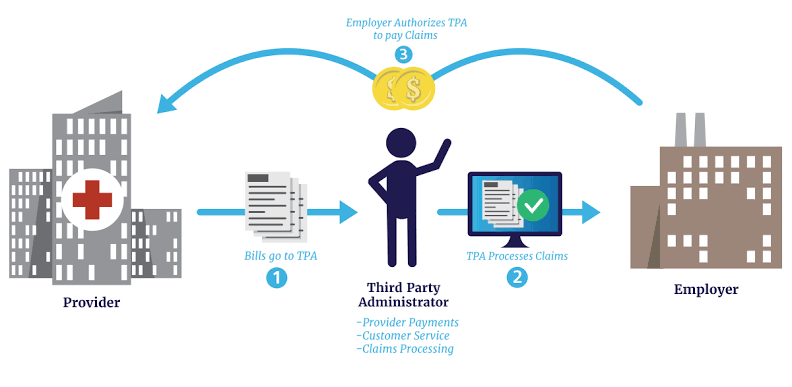 Employer Authorizes TPA
to pay Claims
3
Bills go to TPA
1
TPA Processes Claims
2
Provider
Third Party
Administrator
-Provider Payments
-Customer Service
-Claims Processing
Employer
$ $